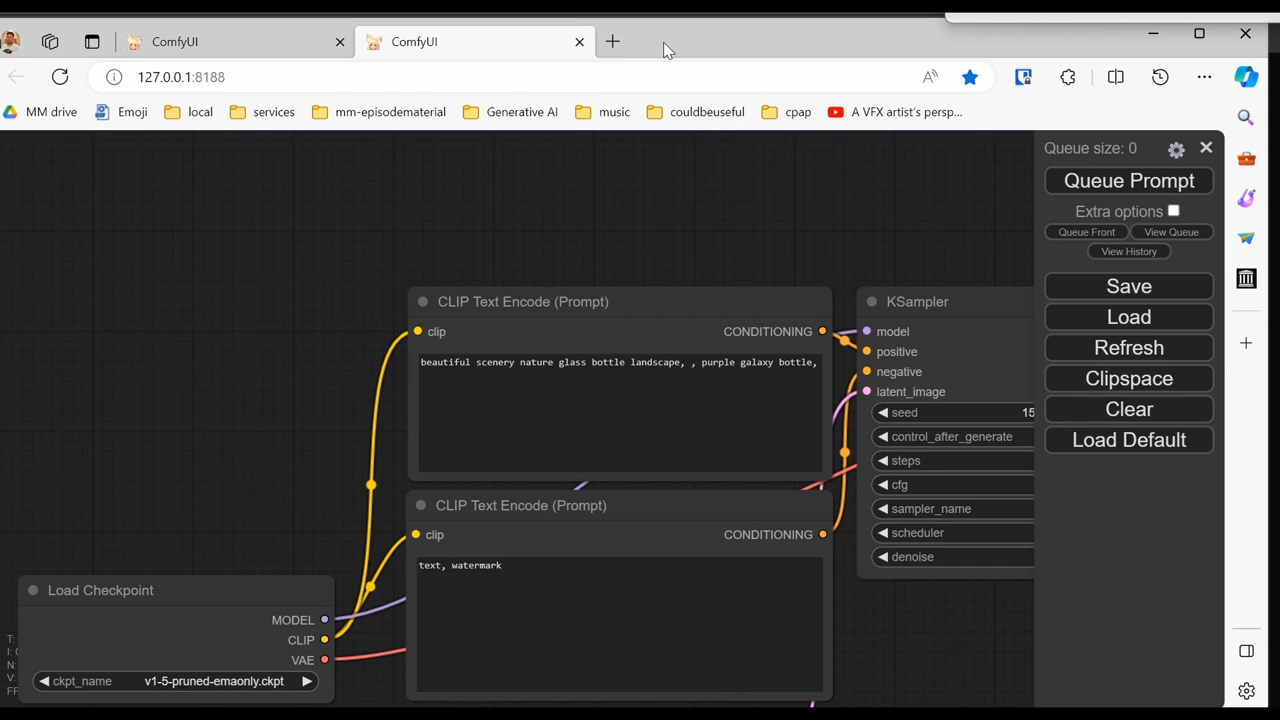 ComfyUI
ComfyUI
127.0.0.1:8188
MM drive
Emoji
local
services
mm-episodematerial
Generative AI
music
couldbeuseful
cpap
A VFX artist's persp...
Queue size: 0
Queue Prompt
Extra options
Queue Front
View Queue
View History
Save
Load
Refresh
Clipspace
Clear
Load Default
CLIP Text Encode (Prompt)
clip
CONDITIONING
beautiful scenery nature glass bottle landscape, , purple galaxy bottle,
KSampler
model
positive
negative
latent_image
seed 15
control_after_generate
steps
cfg
sampler_name
scheduler
denoise
CLIP Text Encode (Prompt)
clip
CONDITIONING
text, watermark
Load Checkpoint
MODEL
CLIP
VAE
ckpt_name v1-5-pruned-emaonly.ckpt
T:
N:
V: